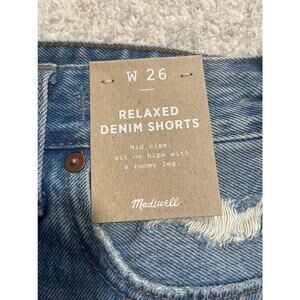 W 26
RELAXED
DENIM SHORTS
Mid rise,
sit on hips with
a roomy leg.
Madewell